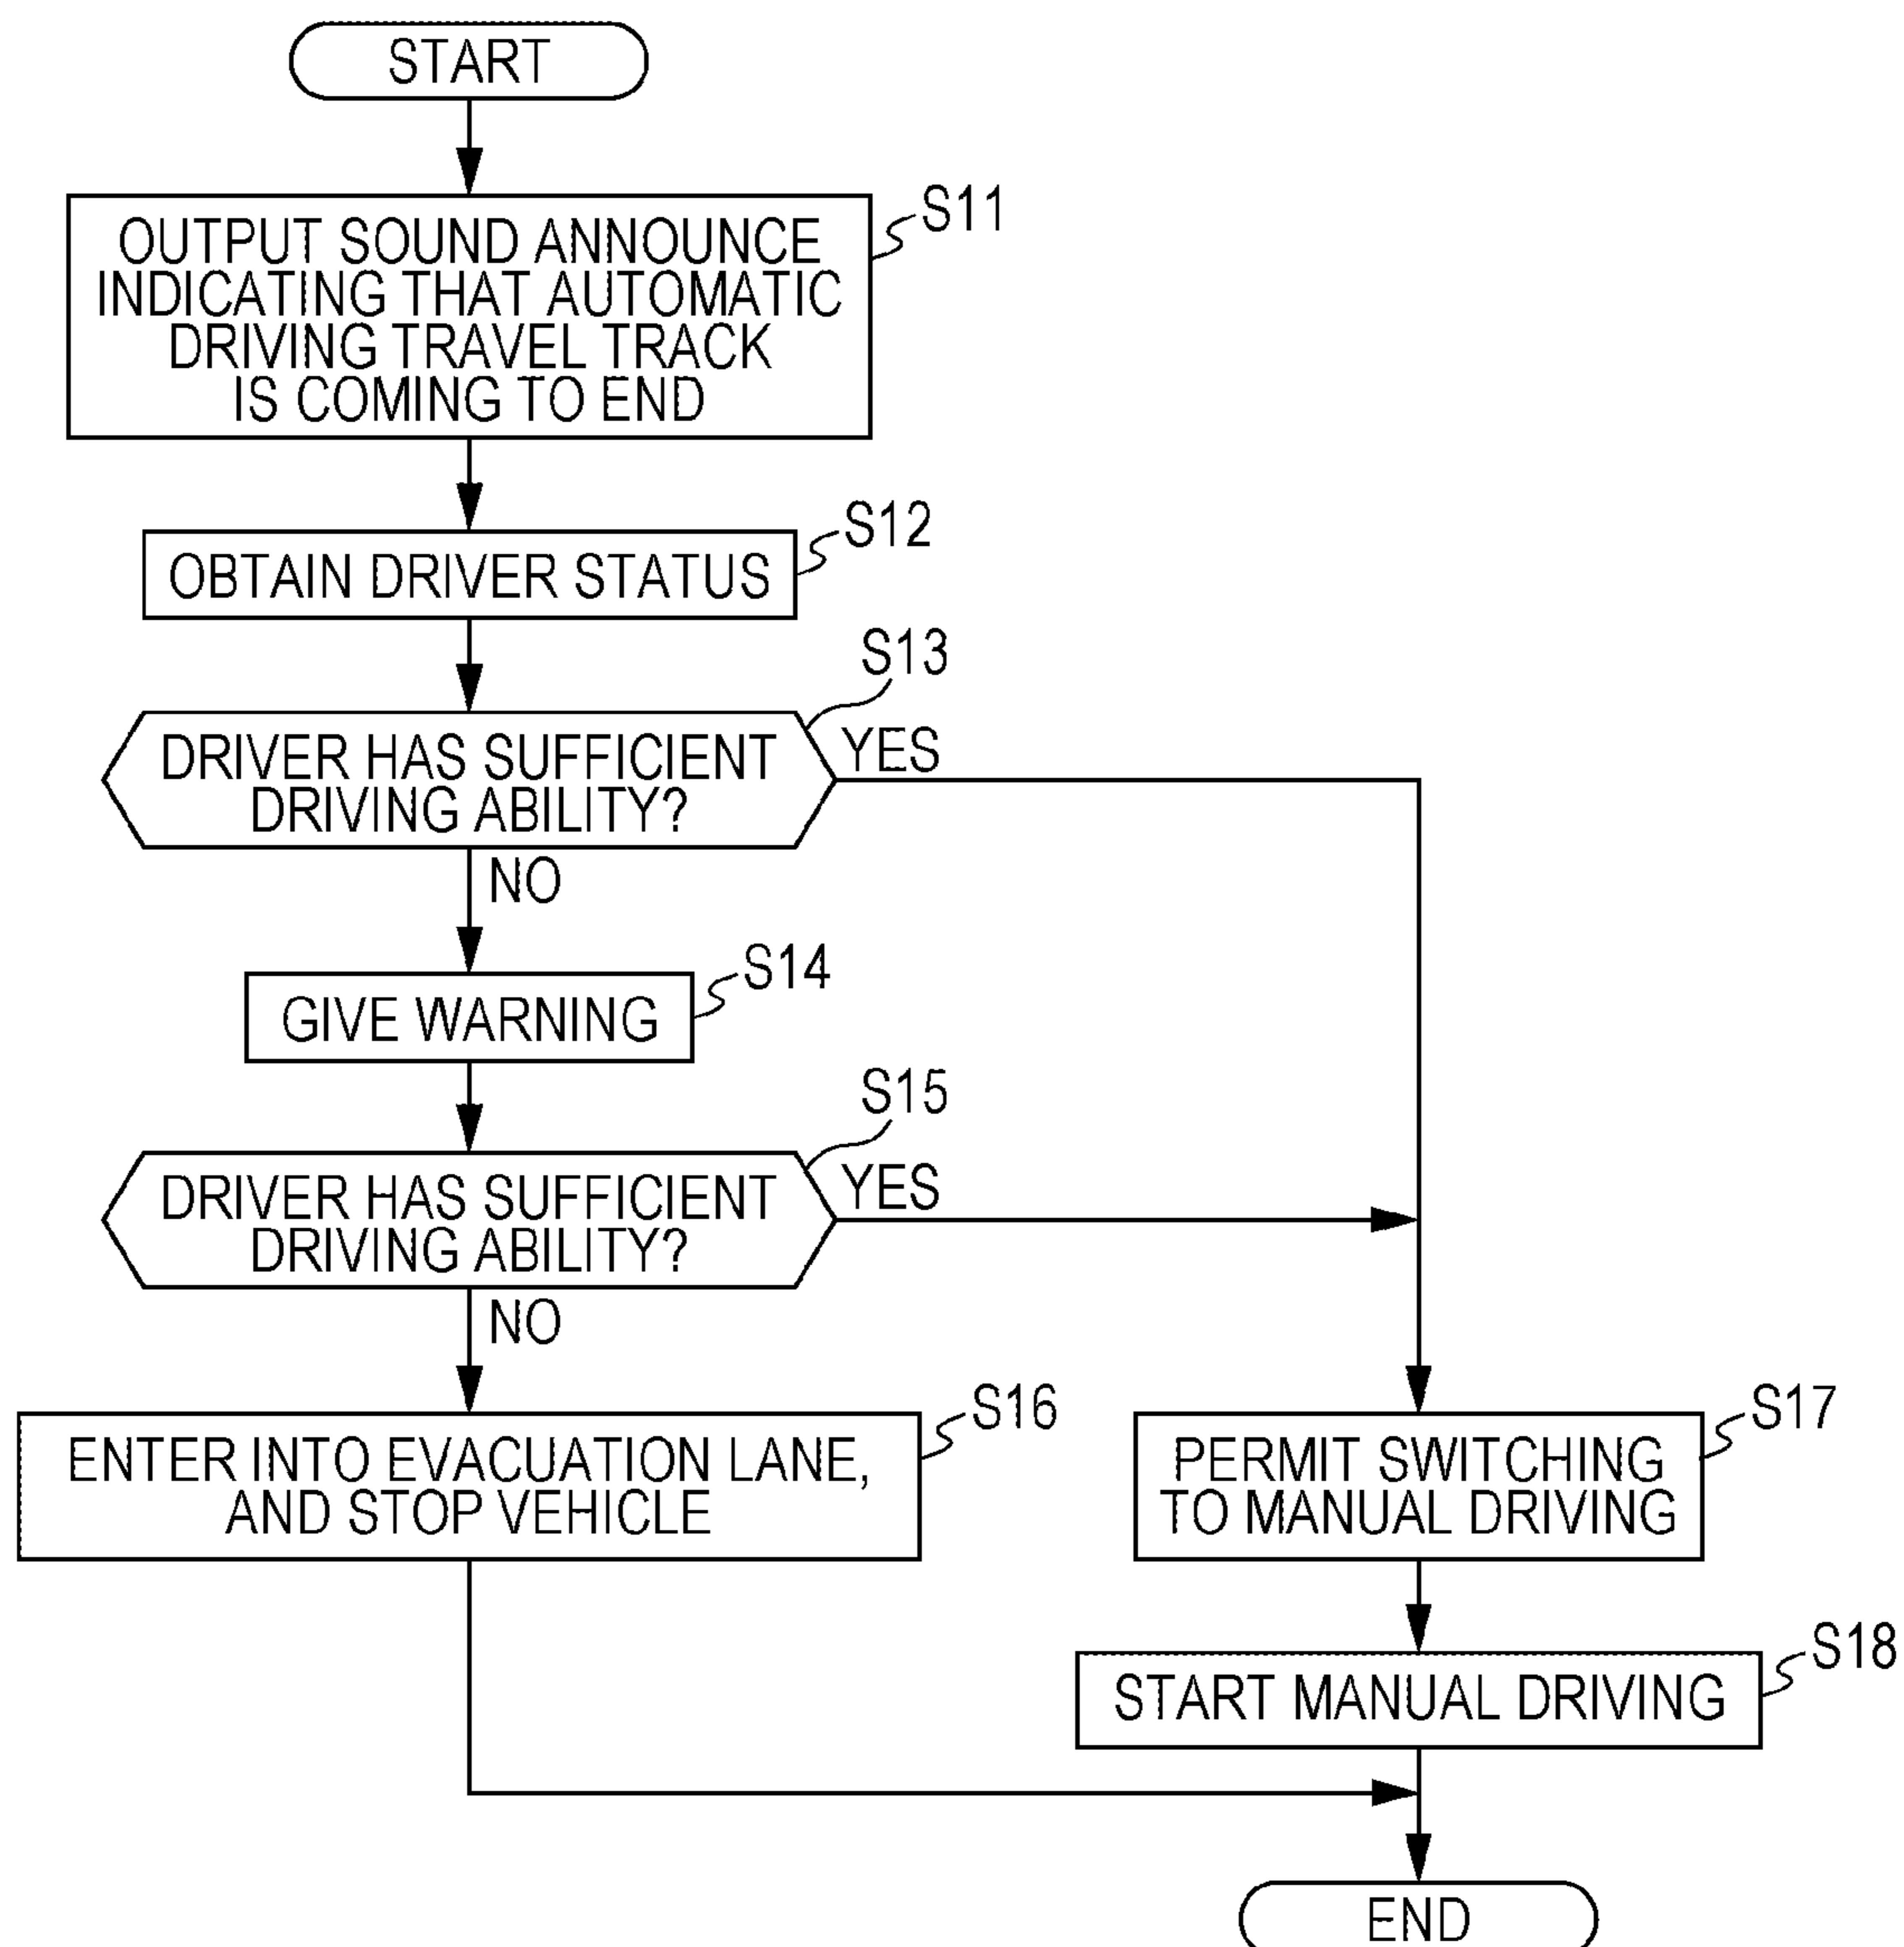 START
S11
OUTPUT SOUND ANNOUNCE
INDICATING THAT AUTOMATIC
DRIVING TRAVEL TRACK
IS COMING TO END
S12
OBTAIN DRIVER STATUS
S13
DRIVER HAS SUFFICIENT
DRIVING ABILITY?
YES
NO
S14
GIVE WARNING
S15
DRIVER HAS SUFFICIENT
DRIVING ABILITY?
YES
NO
S16
ENTER INTO EVACUATION LANE,
AND STOP VEHICLE
S17
PERMIT SWITCHING
TO MANUAL DRIVING
S18
START MANUAL DRIVING
END